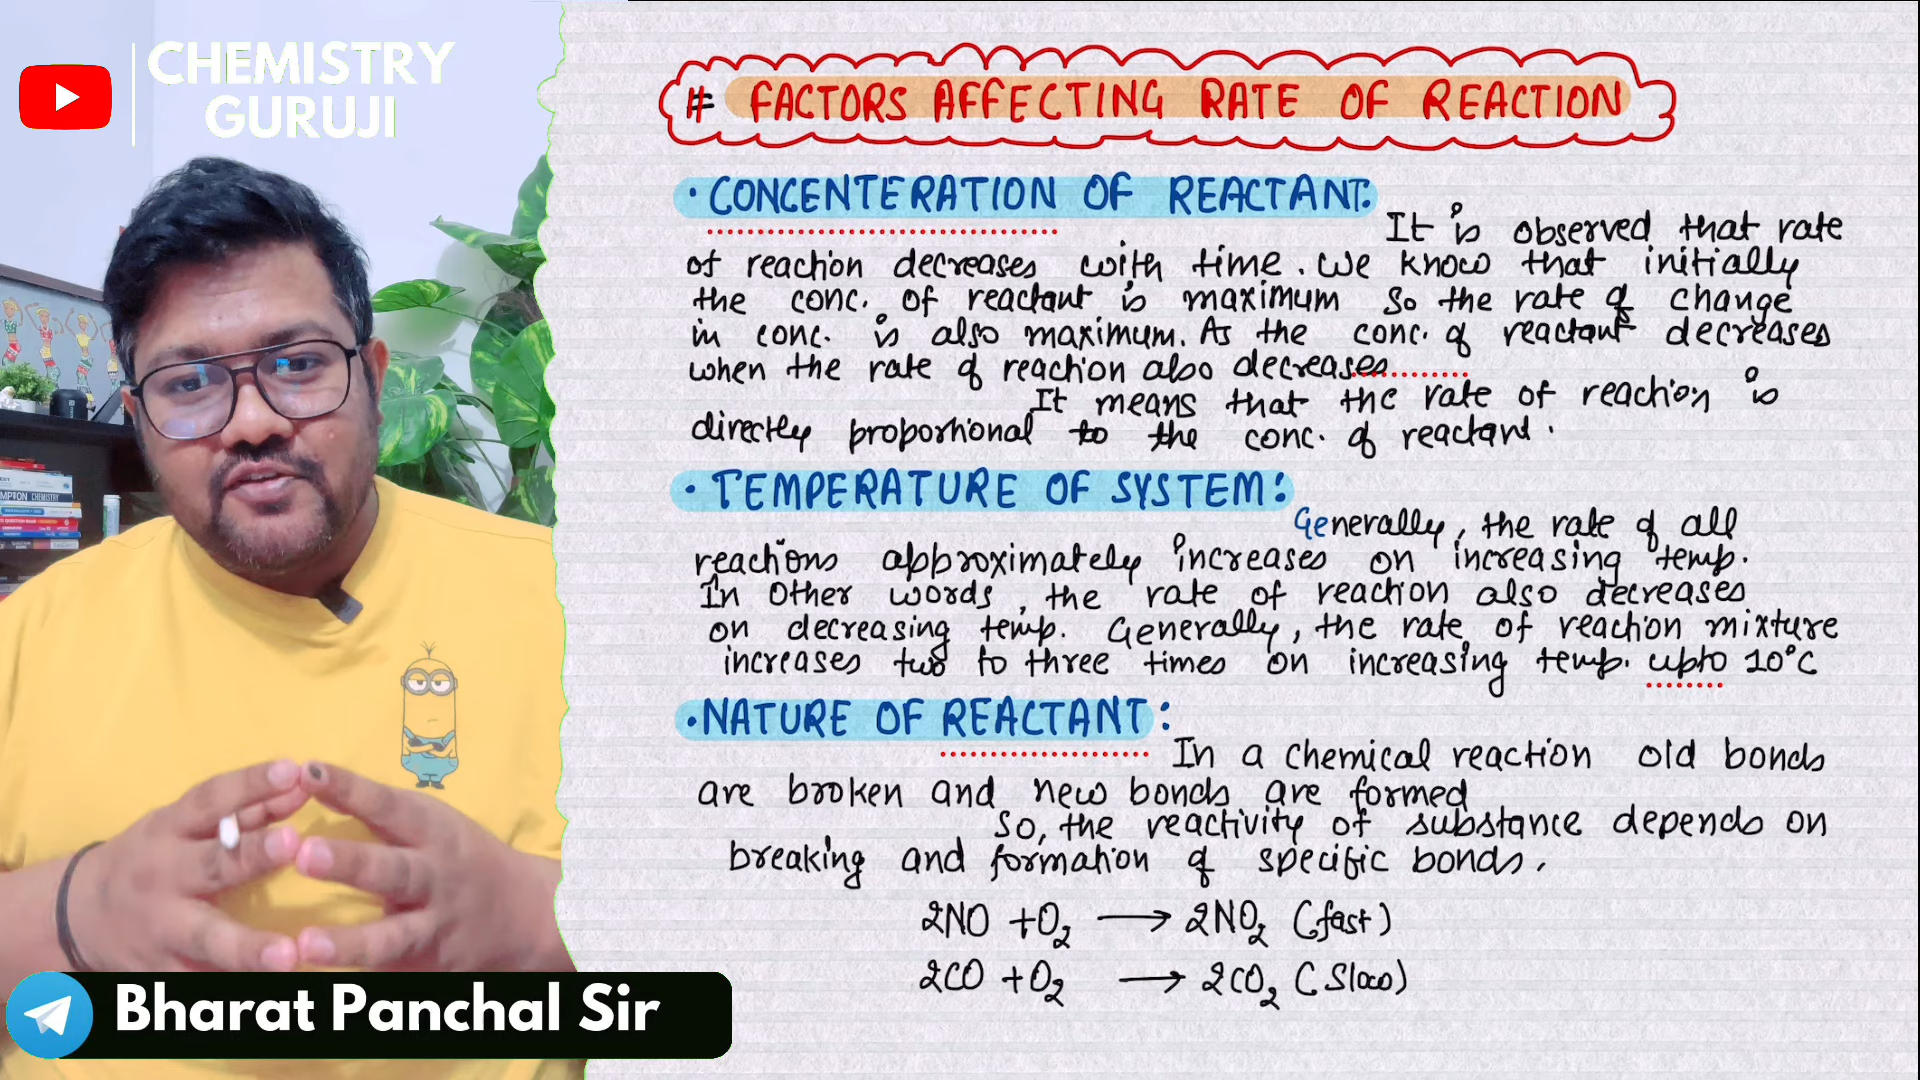 CHEMISTRY
GURUJI
# FACTORS AFFECTING RATE OF REACTION
• CONCENTERATION OF REACTANT:
It is observed that rate
of reaction decreases with time. We know that initially
the conc. of reactant is maximum so the rate of change
in conc. is also maximum. As the conc. of reactant decreases
when the rate of reaction also decreases........
It means that the rate of reaction is
directly proportional to the conc. of reactant.
• TEMPERATURE OF SYSTEM:
Generally, the rate of all
reactions approximately increases on increasing temp.
In other words, the rate of reaction also decreases
on decreasing temp. Generally, the rate of reaction mixture
increases two to three times on increasing temp. upto 10°C
• NATURE OF REACTANT:
In a chemical reaction old bonds
are broken and new bonds are formed
So, the reactivity of substance depends on
breaking and formation of specific bonds.
2NO + O₂ ⟶ 2NO₂ (fast)
2CO + O₂ ⟶ 2CO₂ (Slow)
Bharat Panchal Sir